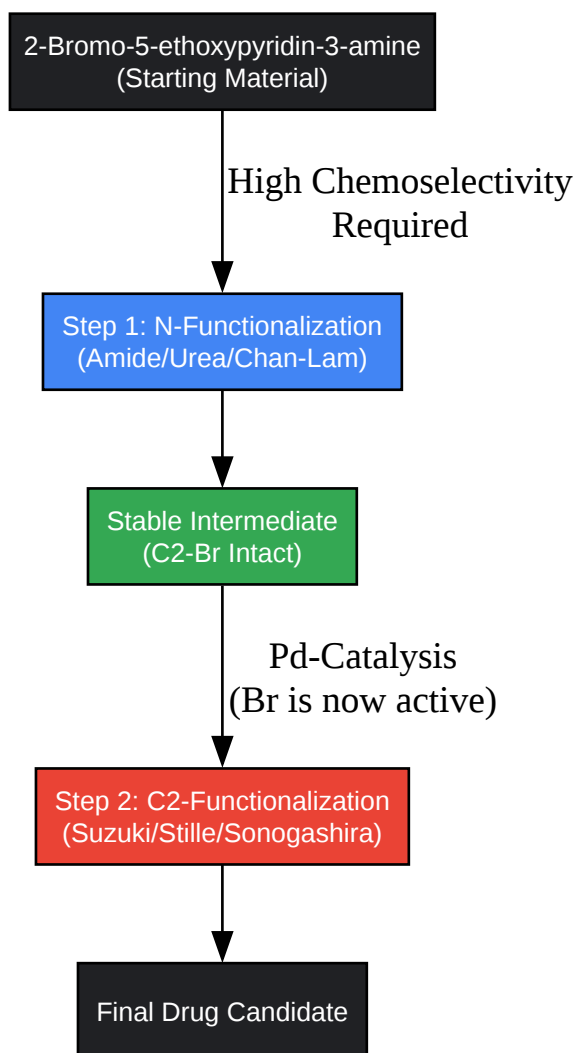 2-Bromo-5-ethoxypyridin-3-amine
(Starting Material)
High Chemoselectivity
Required
Step 1: N-Functionalization
(Amide/Urea/Chan-Lam)
Stable Intermediate
(C2-Br Intact)
Pd-Catalysis
(Br is now active)
Step 2: C2-Functionalization
(Suzuki/Stille/Sonogashira)
Final Drug Candidate